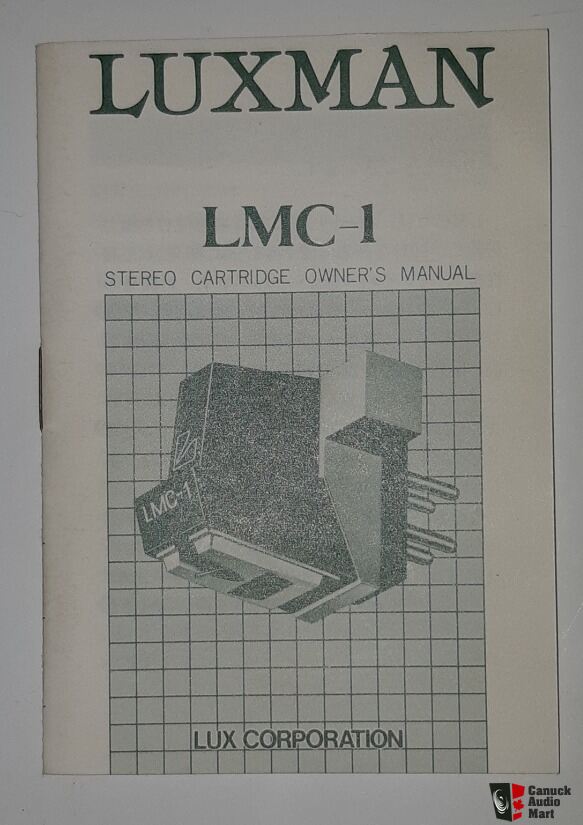 LUXMAN
LMC-1
STEREO CARTRIDGE OWNER'S MANUAL
LMC-1
LUX CORPORATION
Canuck
Audio
Mart